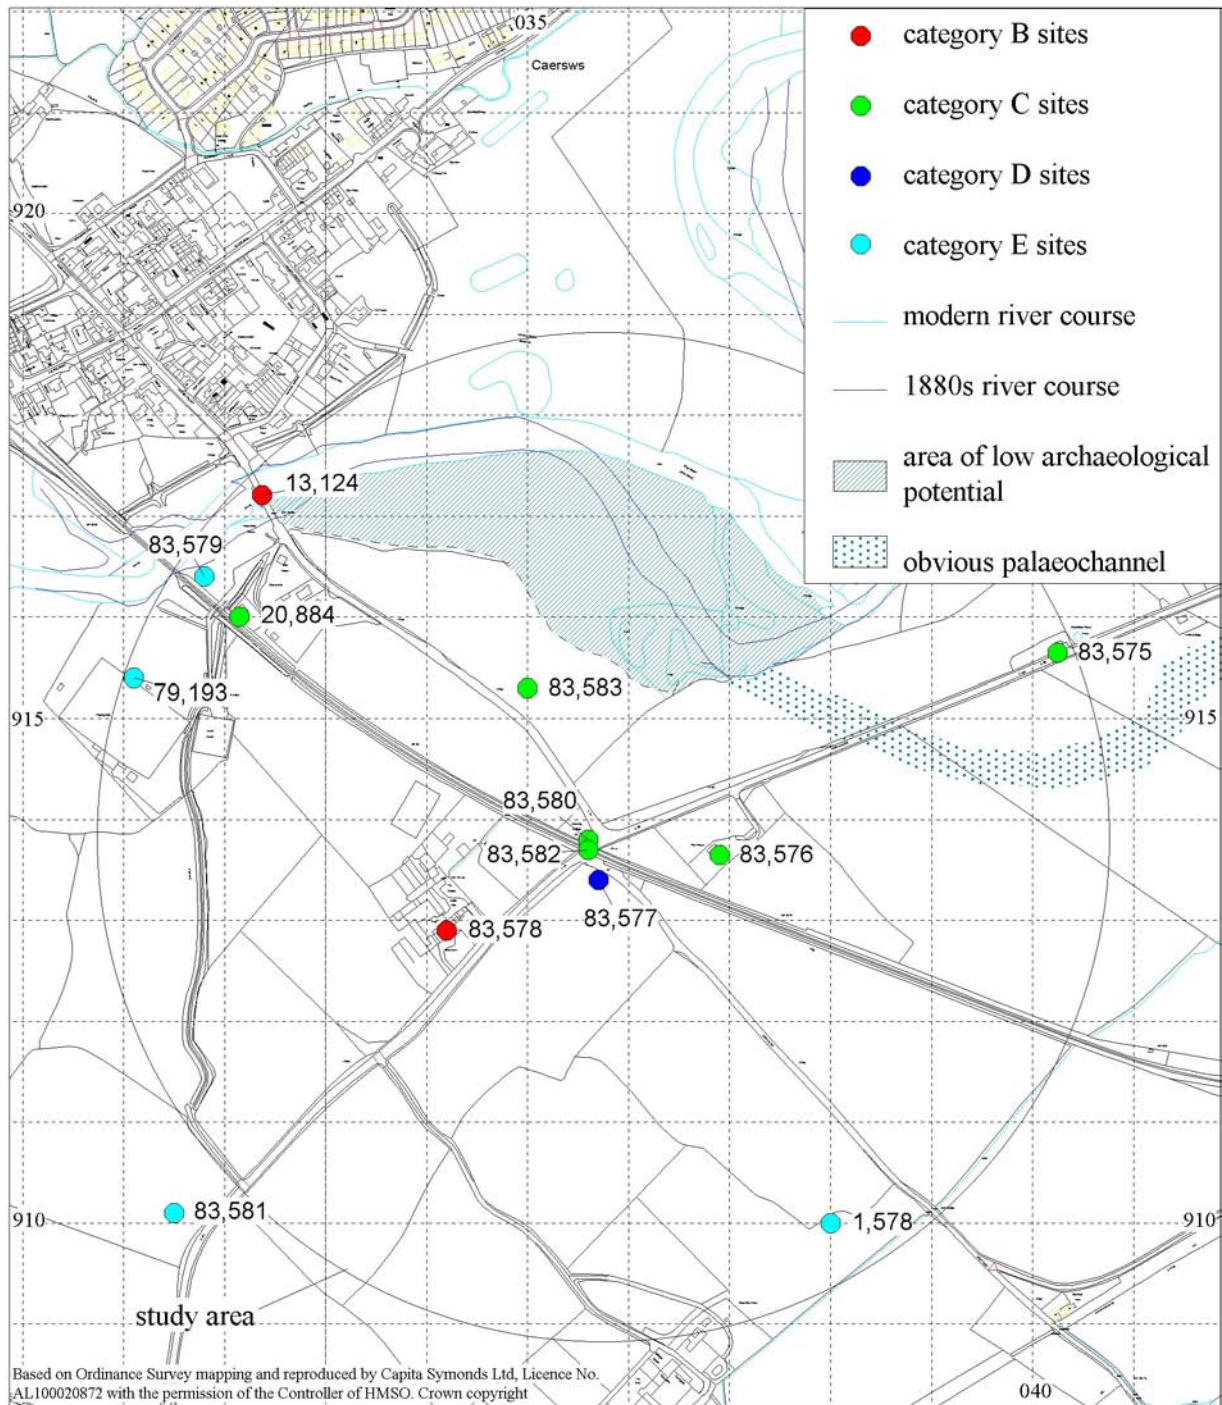 035
Caersws
category B sites
category C sites
category D sites
category E sites
modern river course
1880s river course
area of low archaeological
potential
obvious palaeochannel
920
13,124
83,579
20,884
79,193
83,583
83,575
915
915
83,580
83,582
83,576
83,577
83,578
83,581
910
1,578
910
study area
040
Based on Ordinance Survey mapping and reproduced by Capita Symonds Ltd, Licence No.
AL100020872 with the permission of the Controller of HMSO. Crown copyright